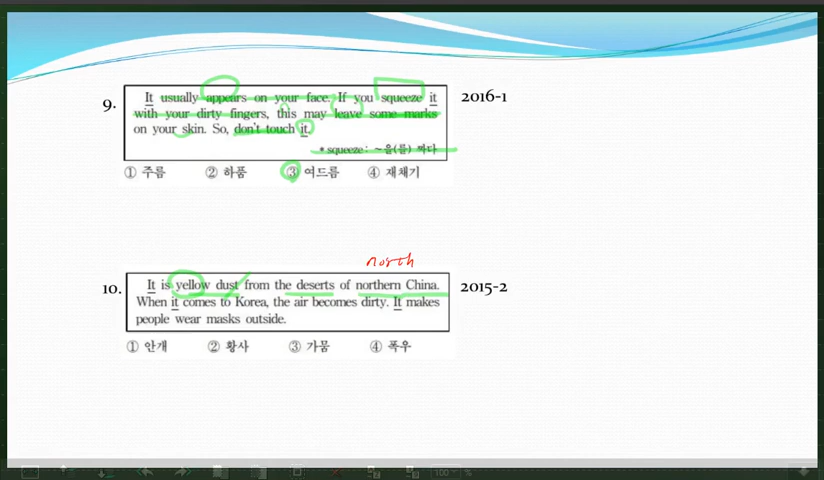 9.
It usually appears on your face. If you squeeze it
with your dirty fingers, this may leave some marks
on your skin. So, don't touch it.
* squeeze: ~을(를) 짜다
2016-1
① 주름 ② 하품 ③ 여드름 ④ 재채기
north
10.
It is yellow dust from the deserts of northern China.
When it comes to Korea, the air becomes dirty. It makes
people wear masks outside.
2015-2
① 안개 ② 황사 ③ 가뭄 ④ 폭우
100 %